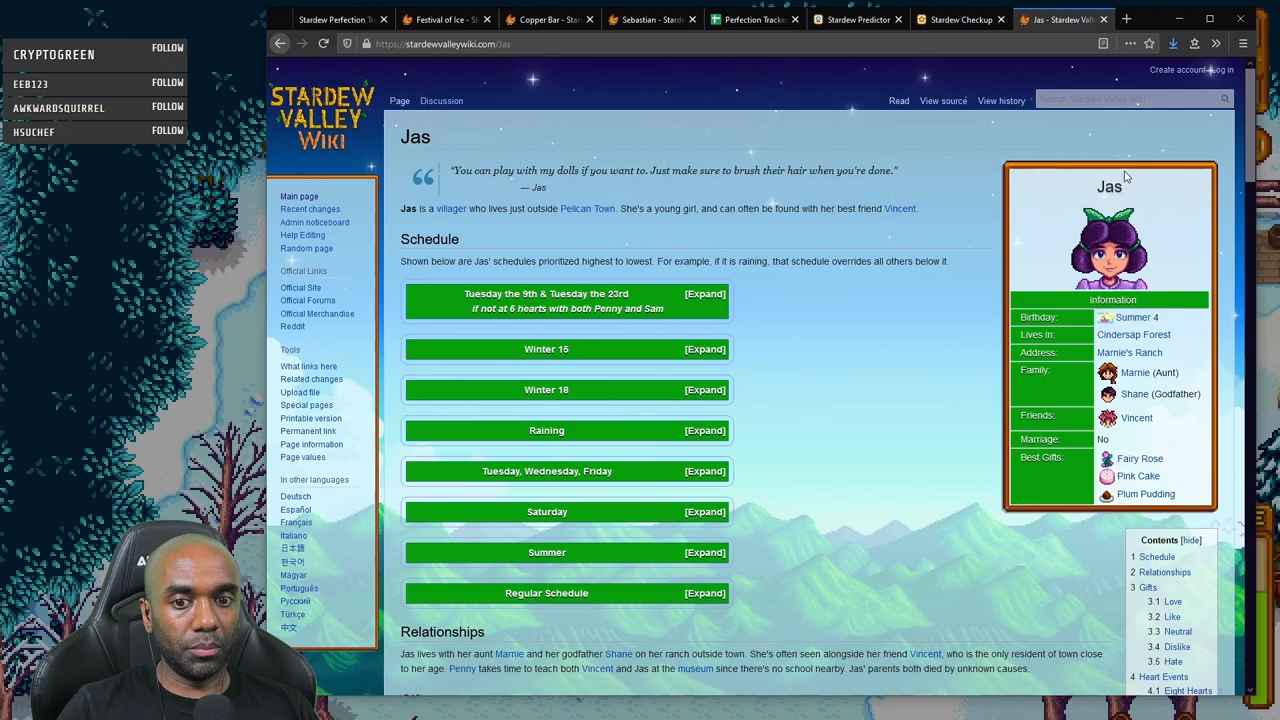 CRYPTOGREEN FOLLOW
EEB123 FOLLOW
AWKWARDSQUIRREL FOLLOW
HSUCHEF FOLLOW
Stardew Perfection Tr
Festival of Ice - St
Copper Bar - Star
Sebastian - Stardew
Perfection Tracke
Stardew Predictor
Stardew Checkup
Jas - Stardew Vall
https://stardewvalleywiki.com/Jas
Create account Log in
STARDEW
VALLEY
Wiki
Page Discussion
Read View source View history
Search Stardew Valley Wiki
Main page
Recent changes
Admin noticeboard
Help Editing
Random page
Official Links
Official Site
Official Forums
Official Merchandise
Reddit
Tools
What links here
Related changes
Upload file
Special pages
Printable version
Permanent link
Page information
Page values
In other languages
Deutsch
Español
Français
Italiano
日本語
한국어
Magyar
Português
Русский
Türkçe
中文
Jas
"You can play with my dolls if you want to. Just make sure to brush their hair when you're done."
— Jas
Jas is a villager who lives just outside Pelican Town. She's a young girl, and can often be found with her best friend Vincent.
Schedule
Shown below are Jas' schedules prioritized highest to lowest. For example, if it is raining, that schedule overrides all others below it.
Tuesday the 9th & Tuesday the 23rd [Expand]
if not at 6 hearts with both Penny and Sam
Winter 15 [Expand]
Winter 18 [Expand]
Raining [Expand]
Tuesday, Wednesday, Friday [Expand]
Saturday [Expand]
Summer [Expand]
Regular Schedule [Expand]
Relationships
Jas lives with her aunt Marnie and her godfather Shane on her ranch outside town. She's often seen alongside her friend Vincent, who is the only resident of town close
to her age. Penny takes time to teach both Vincent and Jas at the museum since there's no school nearby. Jas' parents both died by unknown causes.
Jas
Information
Birthday: Summer 4
Lives In: Cindersap Forest
Address: Marnie's Ranch
Family: Marnie (Aunt)
Shane (Godfather)
Friends: Vincent
Marriage: No
Best Gifts: Fairy Rose
Pink Cake
Plum Pudding
Contents [hide]
1 Schedule
2 Relationships
3 Gifts
3.1 Love
3.2 Like
3.3 Neutral
3.4 Dislike
3.5 Hate
4 Heart Events
4.1 Eight Hearts